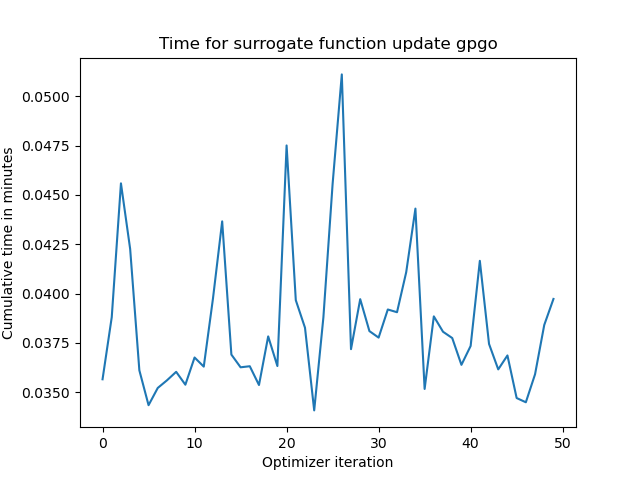 Time for surrogate function update gpgo
Cumulative time in minutes
0.0500
0.0475
0.0450
0.0425
0.0400
0.0375
0.0350
0 10 20 30 40 50
Optimizer iteration